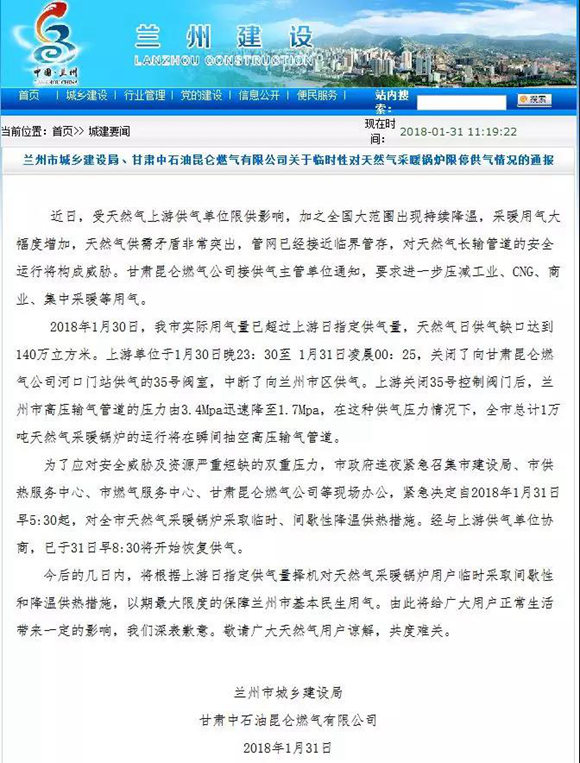 中国·兰州
兰州建设
LANZHOU CONSTRUCTION
首页 | 城乡建设 | 行业管理 | 党的建设 | 信息公开 | 便民服务 | 站内搜索： 搜索
当前位置：首页>> 城建要闻 现在时间： 2018-01-31 11:19:22
兰州市城乡建设局、甘肃中石油昆仑燃气有限公司关于临时性对天然气采暖锅炉限停供气情况的通报
近日，受天然气上游供气单位限供影响，加之全国大范围出现持续降温，采暖用气大
幅度增加，天然气供需矛盾非常突出，管网已经接近临界管存，对天然气长输管道的安全
运行将构成威胁。甘肃昆仑燃气公司接供气主管单位通知，要求进一步压减工业、CNG、商
业、集中采暖等用气。
2018年1月30日，我市实际用气量已超过上游日指定供气量，天然气日供气缺口达到
140万立方米。上游单位于1月30日晚23：30至 1月31日凌晨00：25，关闭了向甘肃昆仑燃
气公司河口门站供气的35号阀室，中断了向兰州市区供气。上游关闭35号控制阀门后，兰
州市高压输气管道的压力由3.4Mpa迅速降至1.7Mpa，在这种供气压力情况下，全市总计1万
吨天然气采暖锅炉的运行将在瞬间抽空高压输气管道。
为了应对安全威胁及资源严重短缺的双重压力，市政府连夜紧急召集市建设局、市供
热服务中心、市燃气服务中心、甘肃昆仑燃气公司等现场办公，紧急决定自2018年1月31日
早5:30起，对全市天然气采暖锅炉采取临时、间歇性降温供热措施。经与上游供气单位协
商，已于31日早8:30将开始恢复供气。
今后的几日内，将根据上游日指定供气量择机对天然气采暖锅炉用户临时采取间歇性
和降温供热措施，以期最大限度的保障兰州市基本民生用气。由此将给广大用户正常生活
带来一定的影响，我们深表歉意。敬请广大天然气用户谅解，共度难关。
兰州市城乡建设局
甘肃中石油昆仑燃气有限公司
2018年1月31日